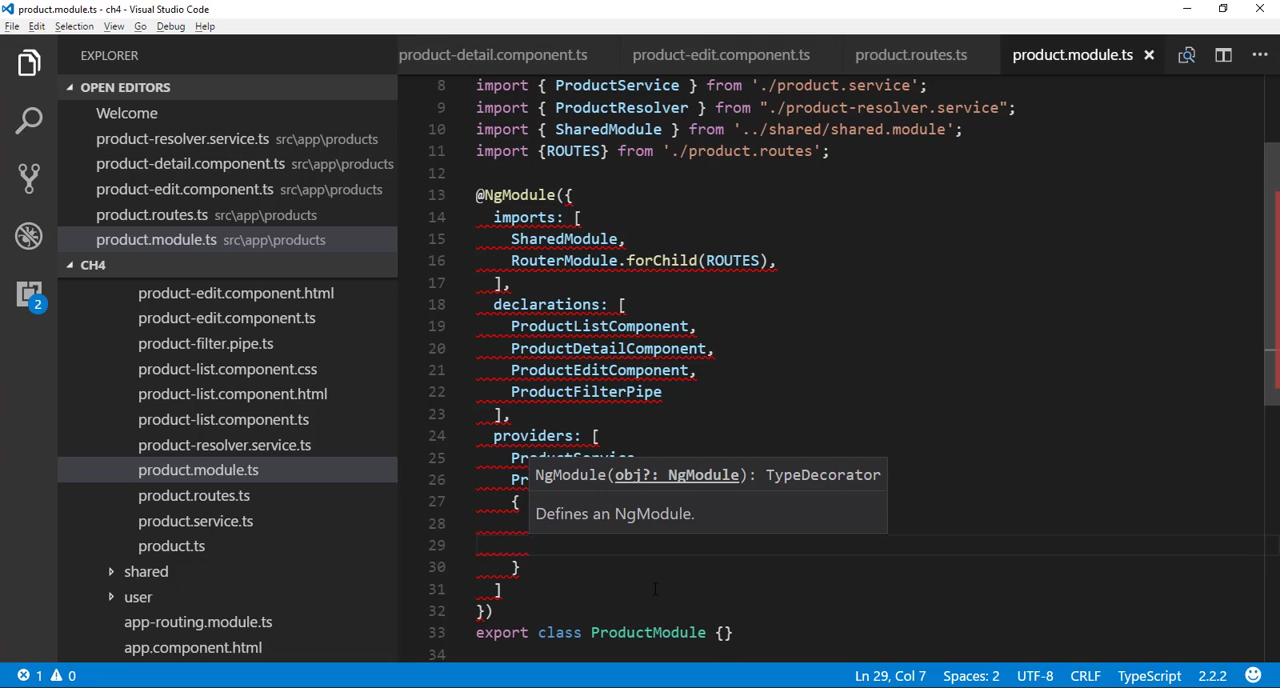 product.module.ts - ch4 - Visual Studio Code
File Edit Selection View Go Debug Help
EXPLORER
product-detail.component.ts product-edit.component.ts product.routes.ts product.module.ts
OPEN EDITORS
Welcome
product-resolver.service.ts src\app\products
product-detail.component.ts src\app\products
product-edit.component.ts src\app\products
product.routes.ts src\app\products
product.module.ts src\app\products
CH4
product-edit.component.html
product-edit.component.ts
product-filter.pipe.ts
product-list.component.css
product-list.component.html
product-list.component.ts
product-resolver.service.ts
product.module.ts
product.routes.ts
product.service.ts
product.ts
shared
user
app-routing.module.ts
app.component.html
2
8 import { ProductService } from './product.service';
9 import { ProductResolver } from "./product-resolver.service";
10 import { SharedModule } from '../shared/shared.module';
11 import {ROUTES} from './product.routes';
12
13 @NgModule({
14 imports: [
15 SharedModule,
16 RouterModule.forChild(ROUTES),
17 ],
18 declarations: [
19 ProductListComponent,
20 ProductDetailComponent,
21 ProductEditComponent,
22 ProductFilterPipe
23 ],
24 providers: [
25
26
27 {
28
29
30 }
31 ]
32 })
33 export class ProductModule {}
34
NgModule(obj?: NgModule): TypeDecorator
Defines an NgModule.
1 0 Ln 29, Col 7 Spaces: 2 UTF-8 CRLF TypeScript 2.2.2